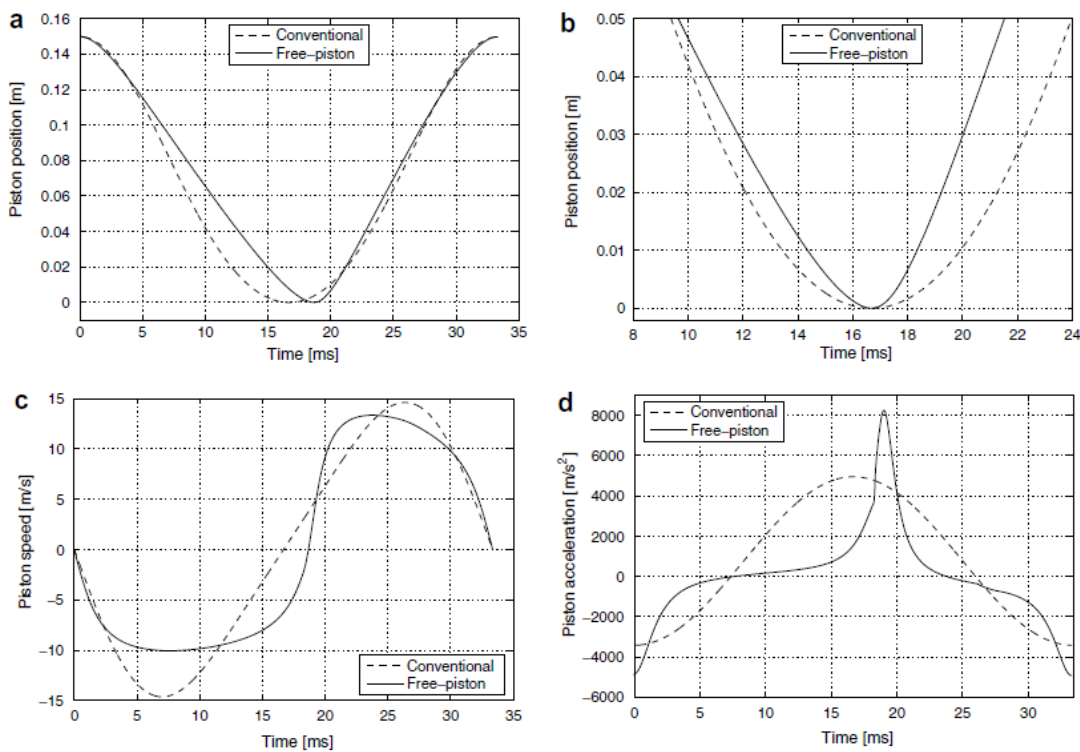 a
Piston position [m]
0.16
0.15
0.14
0.12
0.1
0.08
0.06
0.04
0.02
0
Conventional
Free–piston
0 5 10 15 20 25 30 35
Time [ms]
b
Piston position [m]
0.05
0.04
0.03
0.02
0.01
0
Conventional
Free–piston
8 10 12 14 16 18 20 22 24
Time [ms]
c
Piston speed [m/s]
15
10
5
0
−5
−10
−15
Conventional
Free–piston
0 5 10 15 20 25 30 35
Time [ms]
d
Piston acceleration [m/s²]
8000
6000
4000
2000
0
−2000
−4000
−6000
Conventional
Free–piston
0 5 10 15 20 25 30
Time [ms]